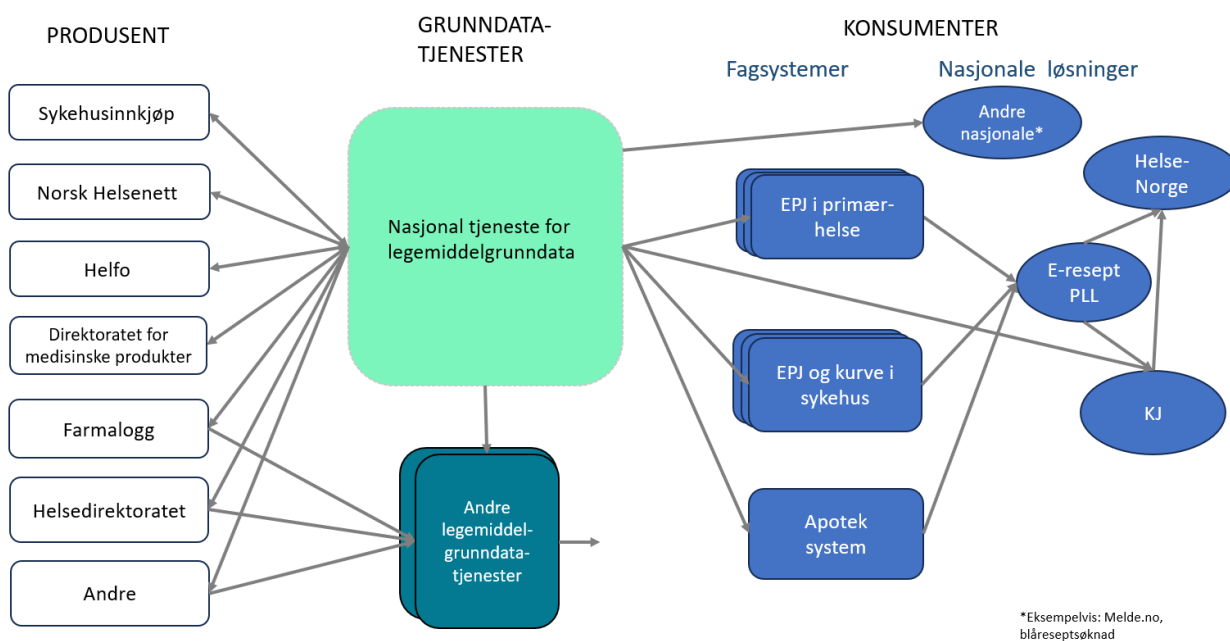 PRODUSENT
GRUNNDATA-
TJENESTER
KONSUMENTER
Fagsystemer
Nasjonale løsninger
Sykehusinnkjøp
Norsk Helsenett
Helfo
Direktoratet for
medisinske produkter
Farmalogg
Helsedirektoratet
Andre
Nasjonal tjeneste for
legemiddelgrunndata
Andre
legemiddel-
grunndata-
tjenester
Andre
nasjonale*
EPJ i primær-
helse
EPJ og kurve i
sykehus
Apotek
system
Helse-
Norge
E-resept
PLL
KJ
*Eksempelvis: Melde.no,
blåreseptsøknad